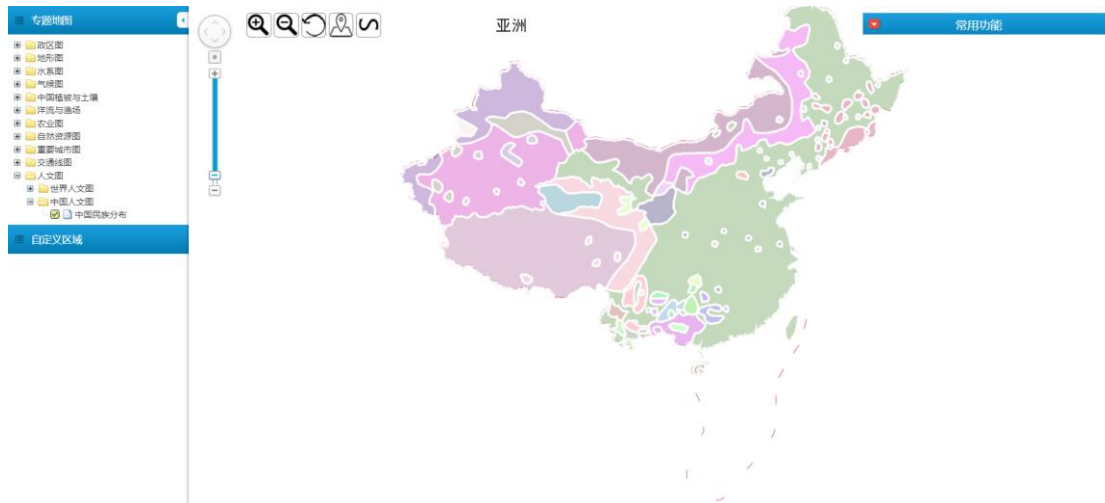 专题地图
政区图
地形图
水系图
气候图
中国植被与土壤
洋流与渔场
农业图
自然资源图
重要城市图
交通线图
人文图
世界人文图
中国人文图
中国民族分布
自定义区域
亚洲
常用功能